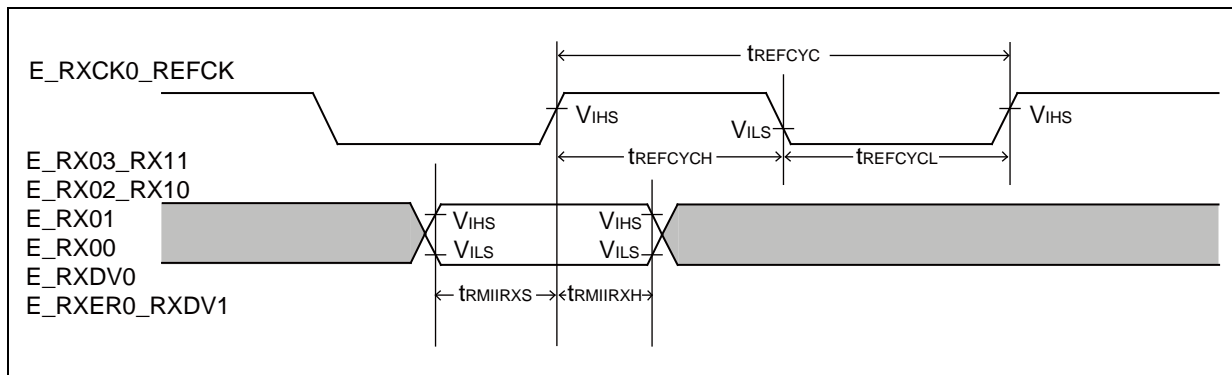 tREFCYC
E_RXCK0_REFCK
VIHS
VILS
VIHS
tREFCYCH
tREFCYCL
E_RX03_RX11
E_RX02_RX10
E_RX01
E_RX00
E_RXDV0
E_RXER0_RXDV1
VIHS
VIHS
VILS
VILS
tRMIIRXS
tRMIIRXH